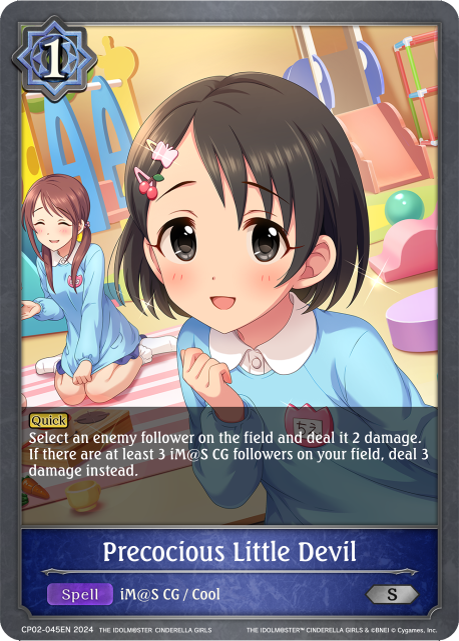 1
ちえ
Quick
Select an enemy follower on the field and deal it 2 damage.
If there are at least 3 iM@S CG followers on your field, deal 3
damage instead.
Precocious Little Devil
Spell iM@S CG / Cool S
CP02-045EN 2024 THE IDOLM@STER CINDERELLA GIRLS THE IDOLM@STER™ CINDERELLA GIRLS & ©BNEI © Cygames, Inc.